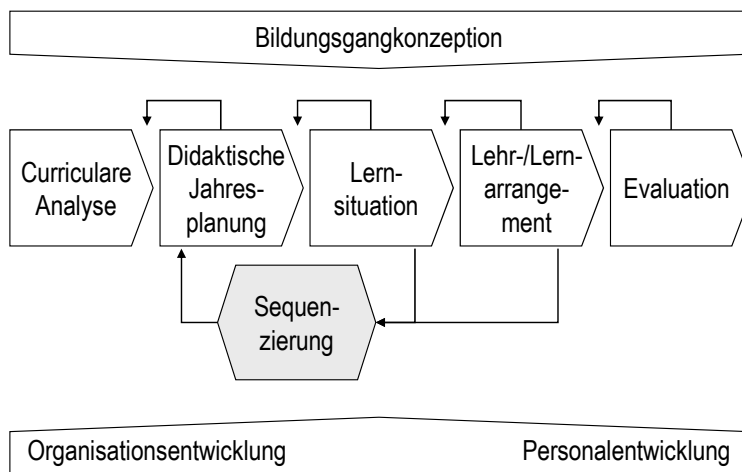 Bildungsgangkonzeption
Curriculare
Analyse
Didaktische
Jahres-
planung
Lern-
situation
Lehr-/Lern-
arrange-
ment
Evaluation
Sequen-
zierung
Organisationsentwicklung
Personalentwicklung